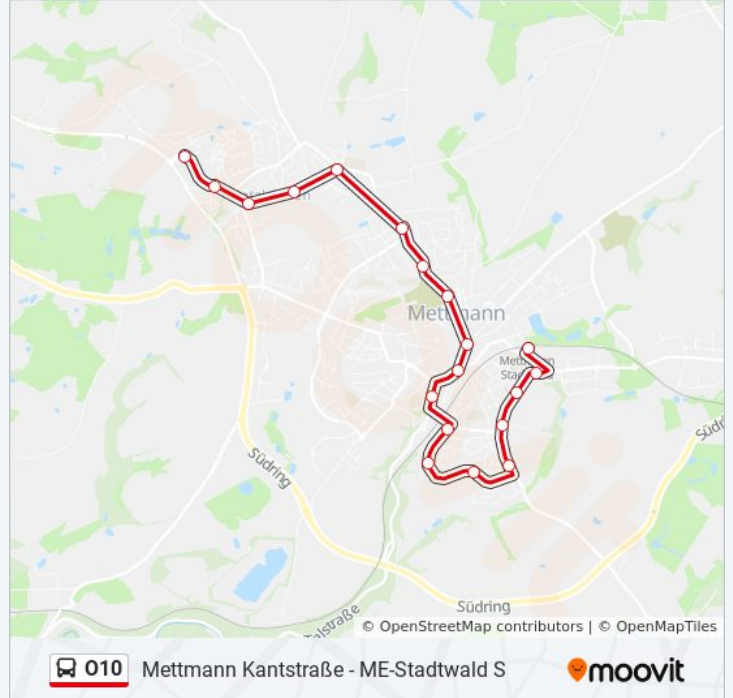 Mettmann
Südring
Südring
Südring
Talstraße
© OpenStreetMap contributors | © OpenMapTiles
O10
Mettmann Kantstraße - ME-Stadtwald S
moovit